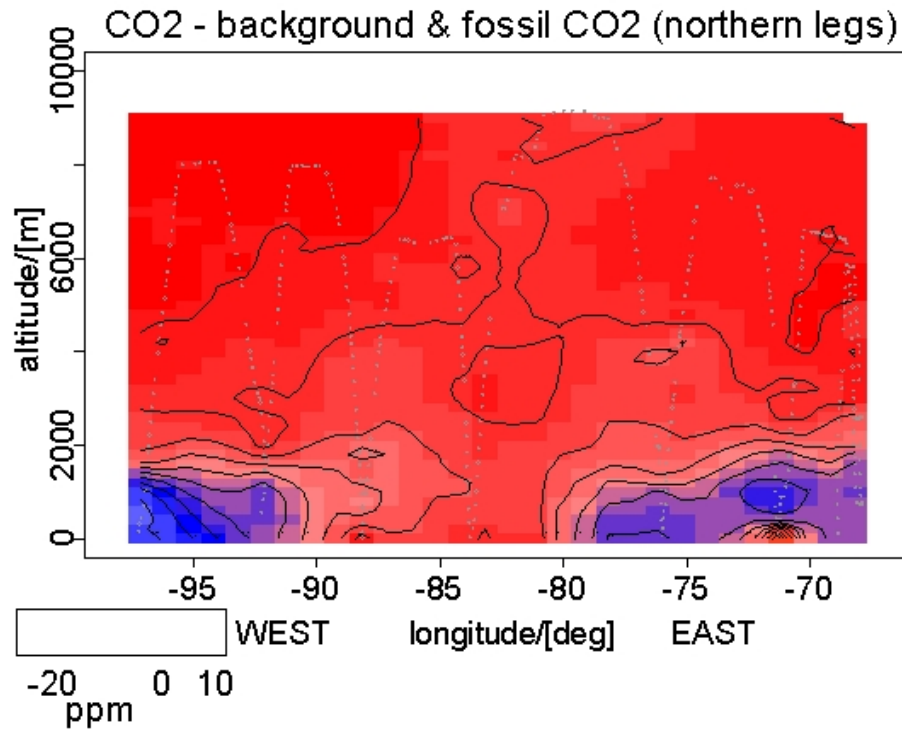 CO2 - background & fossil CO2 (northern legs)
10000
6000
2000
0
altitude/[m]
-95 -90 -85 -80 -75 -70
WEST longitude/[deg] EAST
-20 0 10
ppm